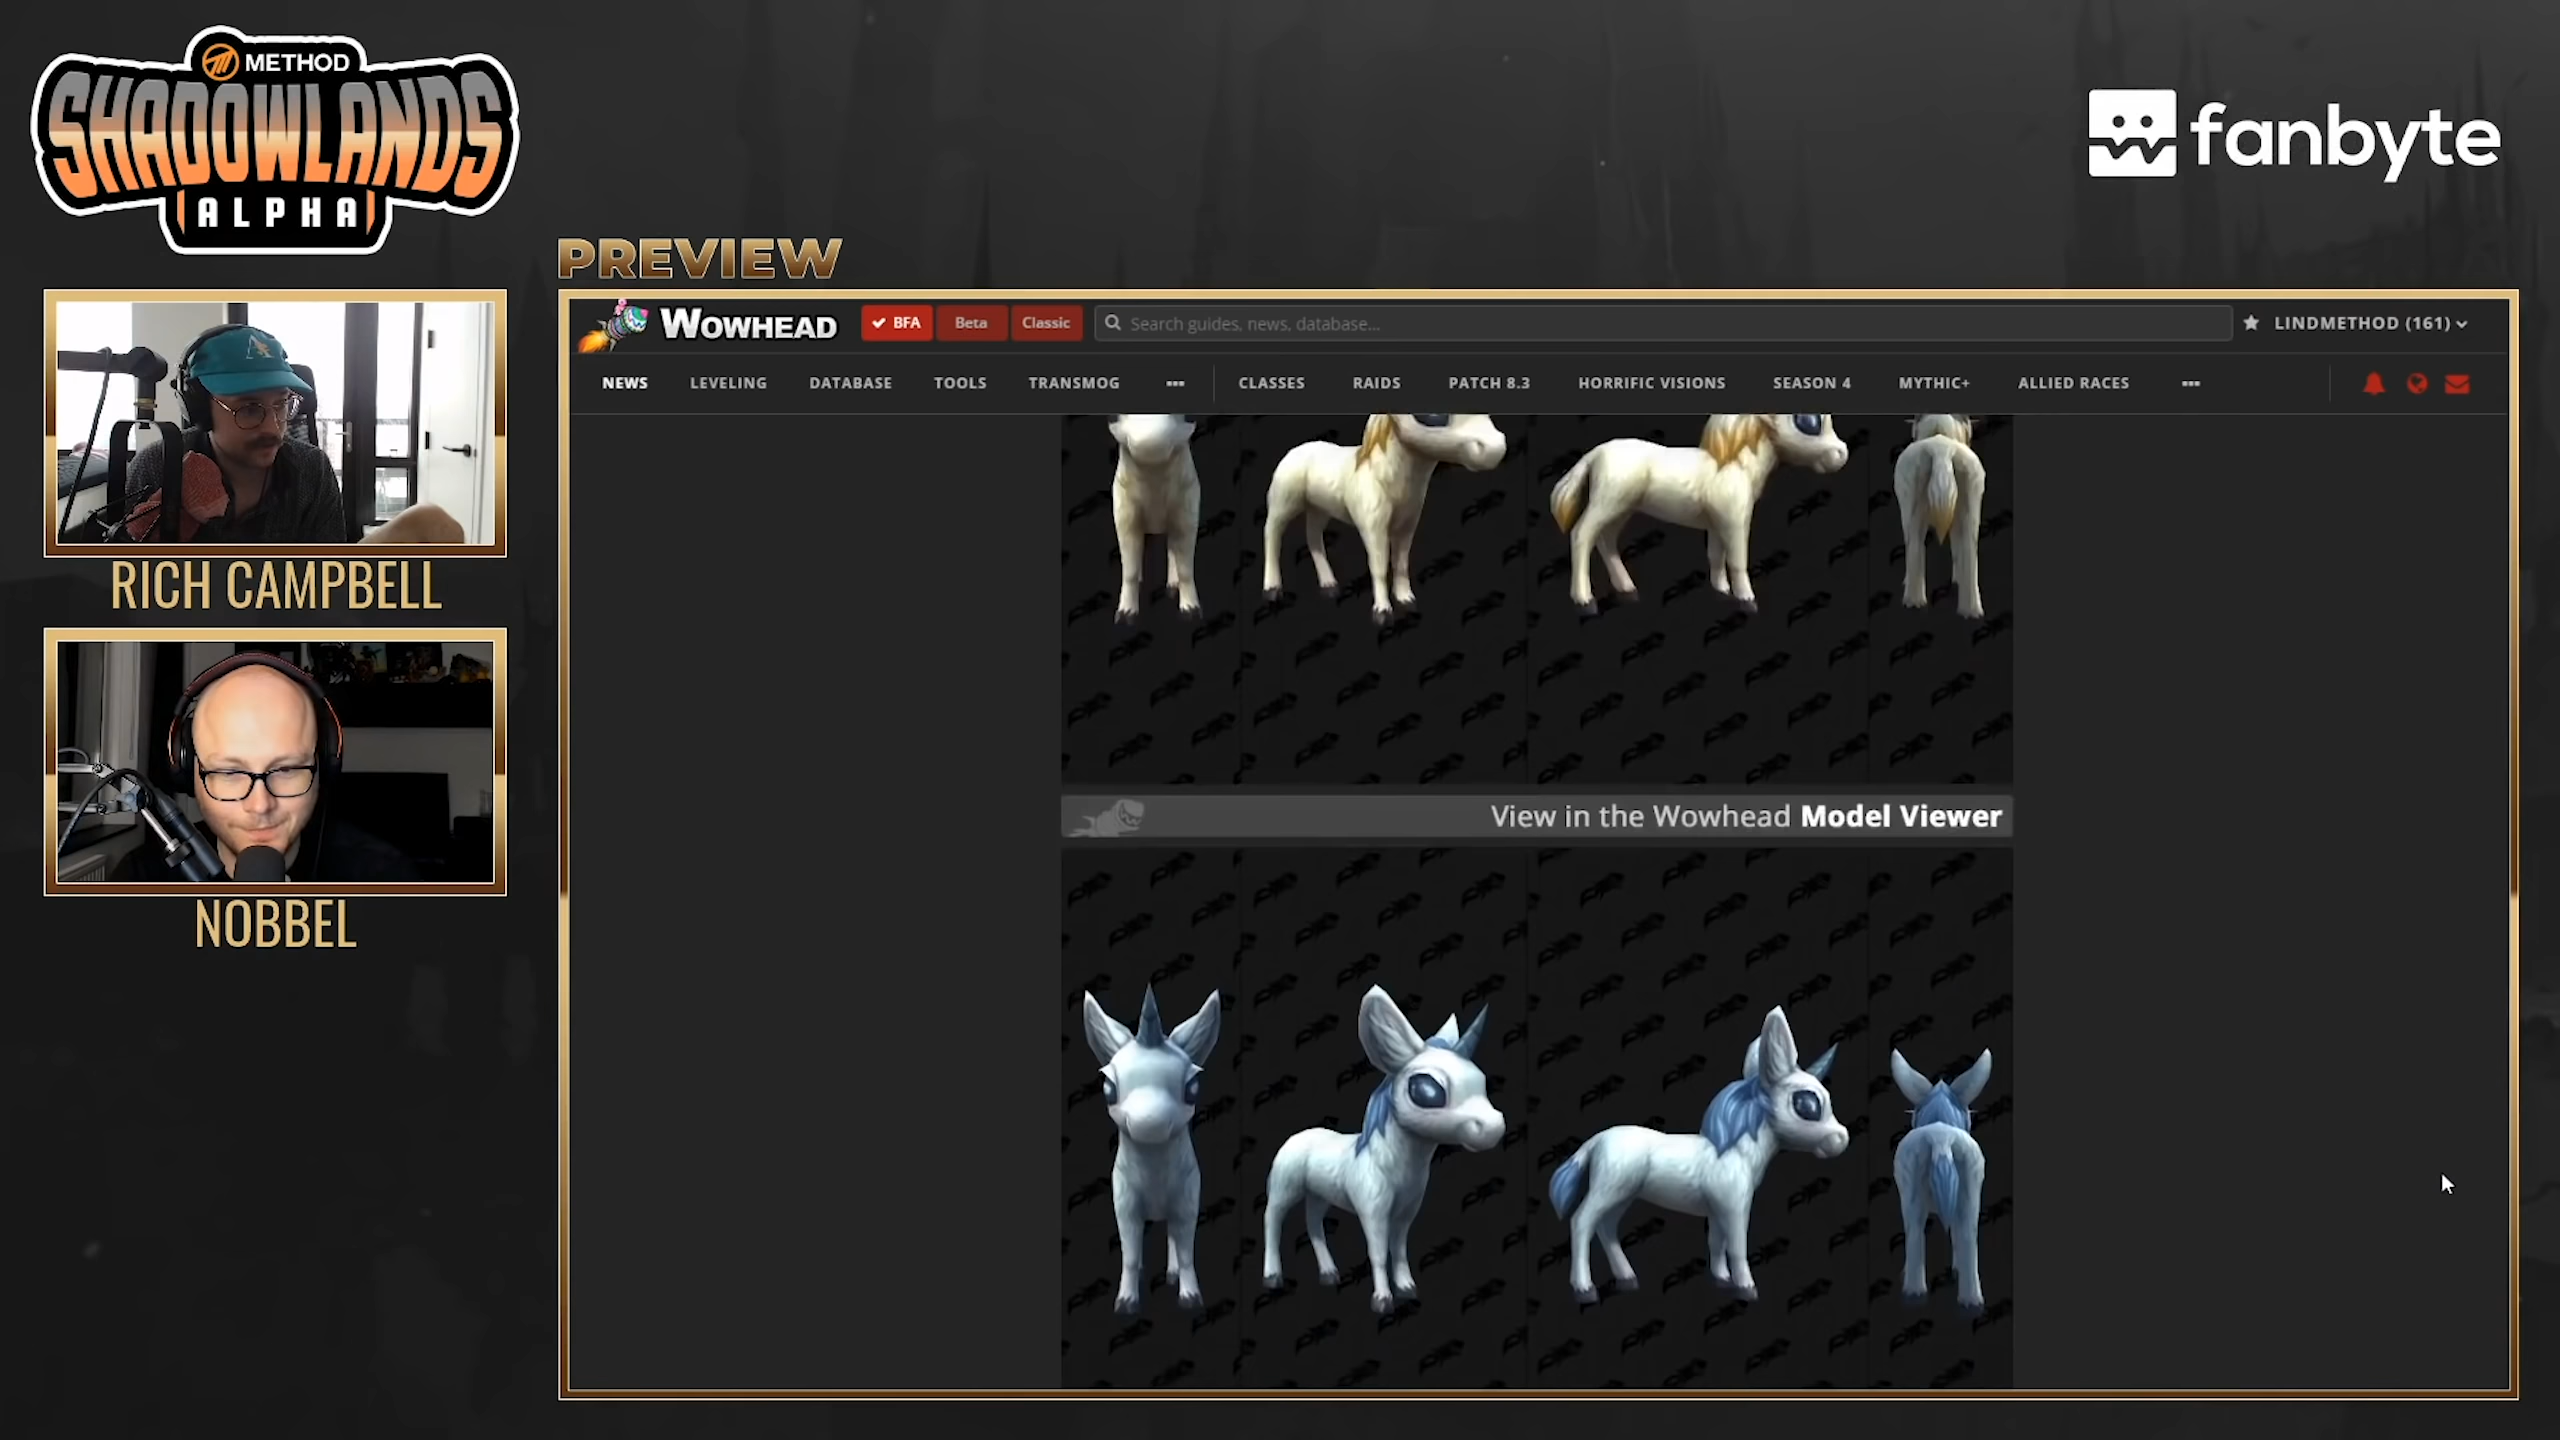 METHOD
SHADOWLANDS
ALPHA
fanbyte
PREVIEW
WOWHEAD
BFA
Beta
Classic
Search guides, news, database...
LINDMETHOD (161)
NEWS
LEVELING
DATABASE
TOOLS
TRANSMOG
CLASSES
RAIDS
PATCH 8.3
HORRIFIC VISIONS
SEASON 4
MYTHIC+
ALLIED RACES
RICH CAMPBELL
NOBBEL
View in the Wowhead Model Viewer